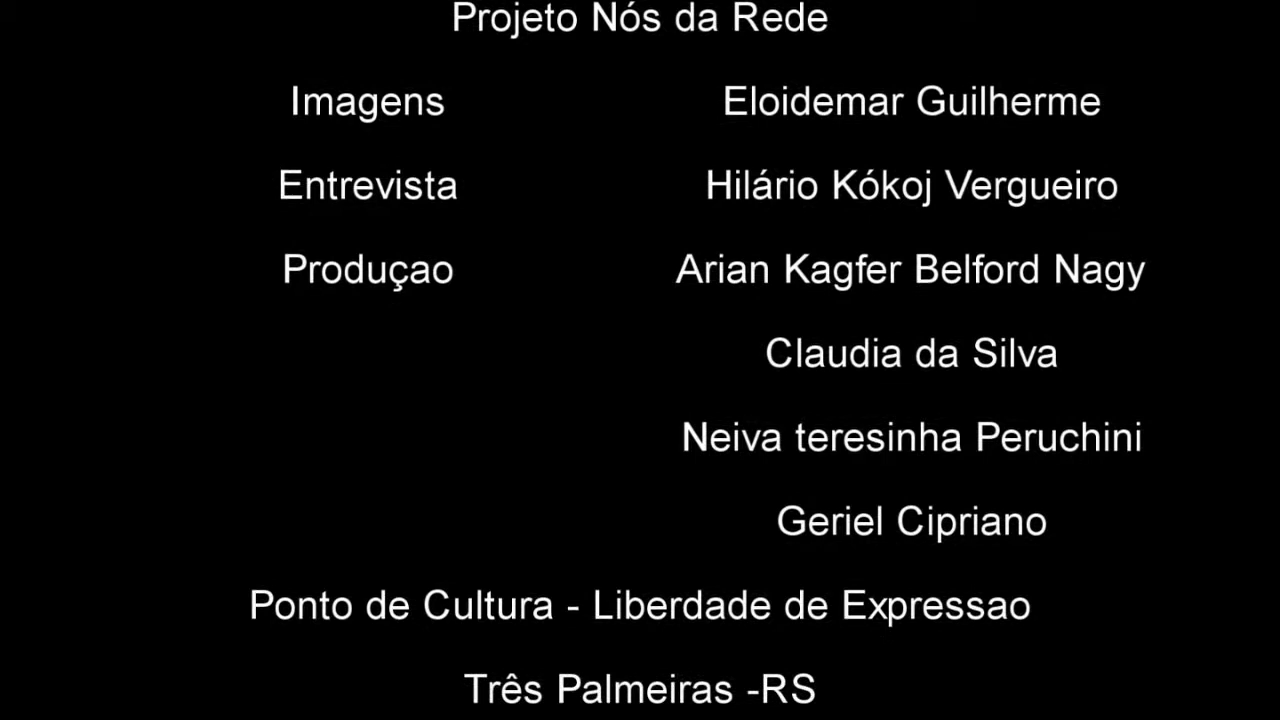 Projeto Nós da Rede
Imagens Eloidemar Guilherme
Entrevista Hilário Kókoj Vergueiro
Produçao Arian Kagfer Belford Nagy
Claudia da Silva
Neiva teresinha Peruchini
Geriel Cipriano
Ponto de Cultura - Liberdade de Expressao
Três Palmeiras -RS